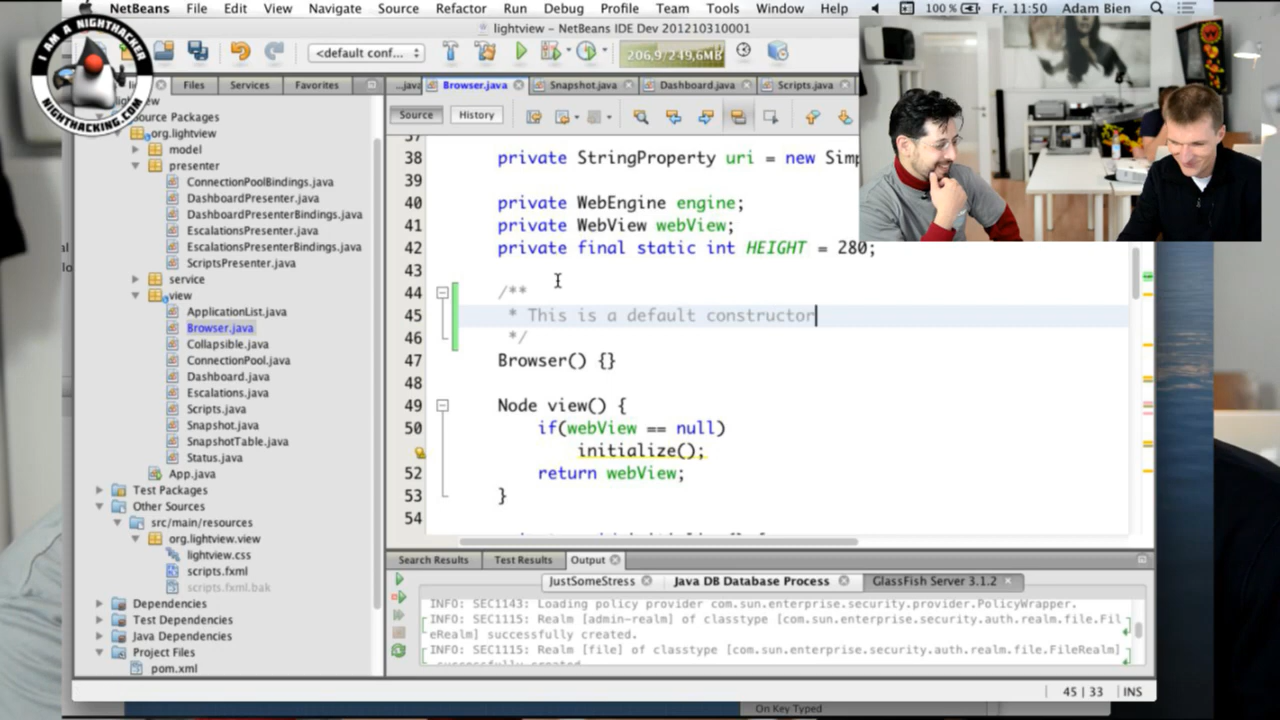 NetBeans File Edit View Navigate Source Refactor Run Debug Profile Team Tools Window Help 100 % Fr. 11:50 Adam Bien
I AM A NIGHTHACKER
NIGHTHACKING.COM
lightview – NetBeans IDE Dev 201210310001
<default conf... 206,9/249,6MB
Files Services Favorites
...java Browser.java Snapshot.java Dashboard.java Scripts.java
Source History
Source Packages
org.lightview
model
presenter
ConnectionPoolBindings.java
DashboardPresenter.java
DashboardPresenterBindings.java
EscalationsPresenter.java
EscalationsPresenterBindings.java
ScriptsPresenter.java
service
view
ApplicationList.java
Browser.java
Collapsible.java
ConnectionPool.java
Dashboard.java
Escalations.java
Scripts.java
Snapshot.java
SnapshotTable.java
Status.java
App.java
Test Packages
Other Sources
src/main/resources
org.lightview.view
lightview.css
scripts.fxml
scripts.fxml.bak
Dependencies
Test Dependencies
Java Dependencies
Project Files
pom.xml
37
38 private StringProperty uri = new Simp
39
40 private WebEngine engine;
41 private WebView webView;
42 private final static int HEIGHT = 280;
43
44 /**
45 * This is a default constructor
46 */
47 Browser() {}
48
49 Node view() {
50 if(webView == null)
initialize();
52 return webView;
53 }
54
Search Results Test Results Output
JustSomeStress Java DB Database Process GlassFish Server 3.1.2
INFO: SEC1143: Loading policy provider com.sun.enterprise.security.provider.PolicyWrapper.
INFO: SEC1115: Realm [admin-realm] of classtype [com.sun.enterprise.security.auth.realm.file.Fil
eRealm] successfully created.
INFO: SEC1115: Realm [file] of classtype [com.sun.enterprise.security.auth.realm.file.FileRealm]
successfully created.
45 | 33 INS
On Key Typed